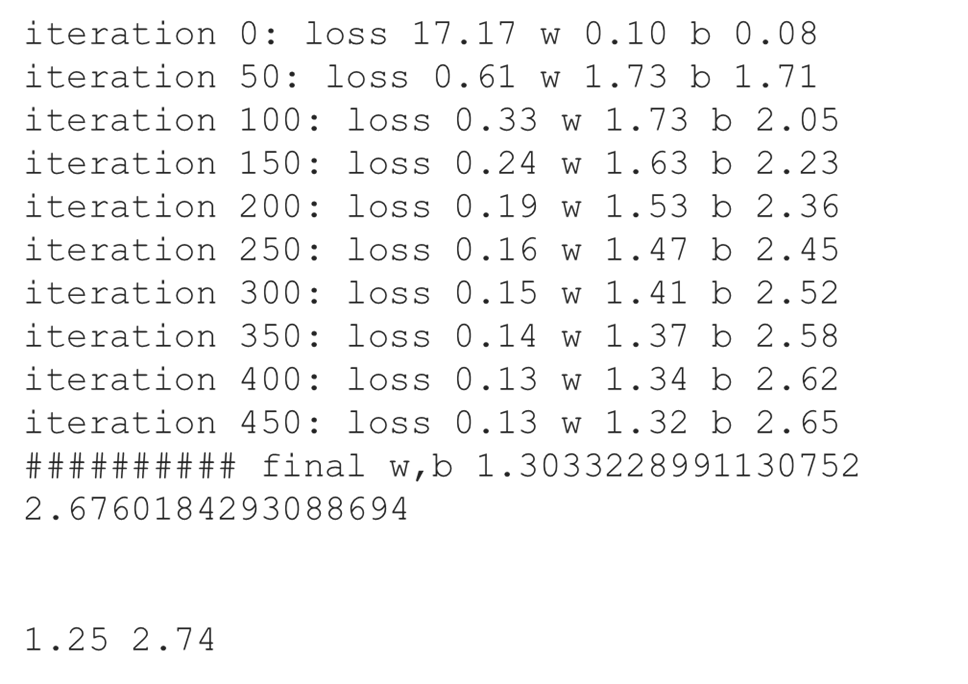 iteration 0: loss 17.17 w 0.10 b 0.08
iteration 50: loss 0.61 w 1.73 b 1.71
iteration 100: loss 0.33 w 1.73 b 2.05
iteration 150: loss 0.24 w 1.63 b 2.23
iteration 200: loss 0.19 w 1.53 b 2.36
iteration 250: loss 0.16 w 1.47 b 2.45
iteration 300: loss 0.15 w 1.41 b 2.52
iteration 350: loss 0.14 w 1.37 b 2.58
iteration 400: loss 0.13 w 1.34 b 2.62
iteration 450: loss 0.13 w 1.32 b 2.65
########## final w,b 1.3033228991130752
2.6760184293088694
1.25 2.74